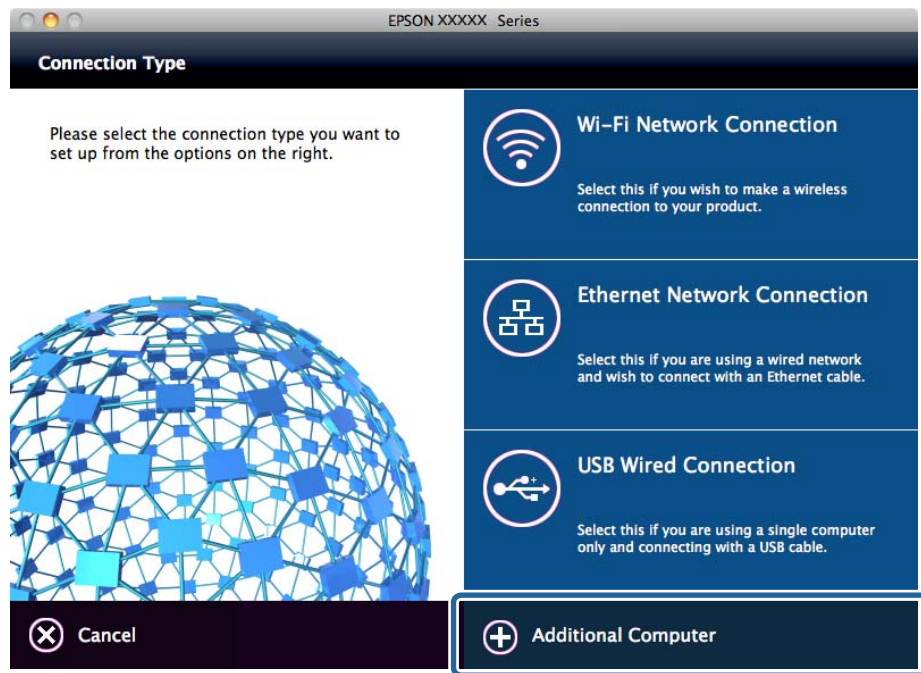 EPSON XXXXX Series
Connection Type
Please select the connection type you want to
set up from the options on the right.
Wi-Fi Network Connection
Select this if you wish to make a wireless
connection to your product.
Ethernet Network Connection
Select this if you are using a wired network
and wish to connect with an Ethernet cable.
USB Wired Connection
Select this if you are using a single computer
only and connecting with a USB cable.
Cancel
Additional Computer